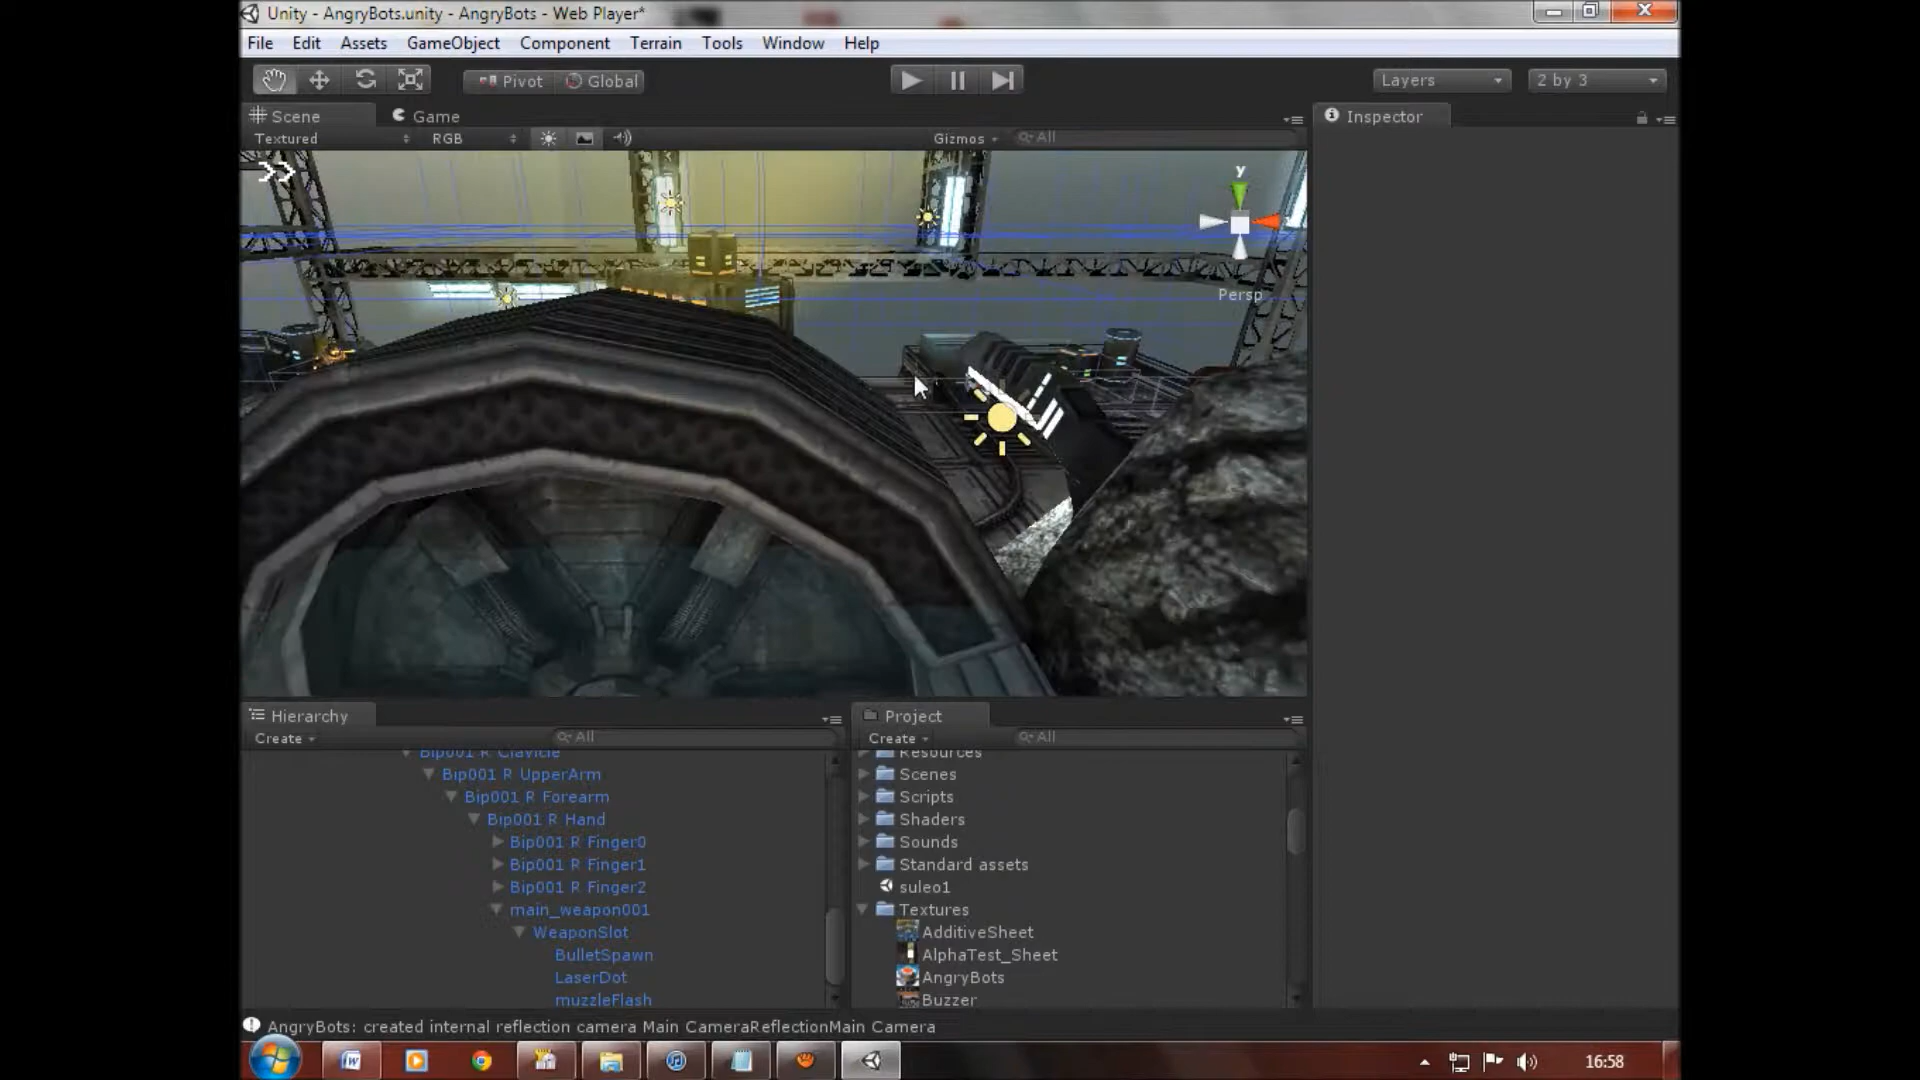 Unity - AngryBots.unity - AngryBots - Web Player*
File Edit Assets GameObject Component Terrain Tools Window Help
Pivot Global Layers 2 by 3
Scene Game Inspector
Textured RGB Gizmos All
y
Persp
Hierarchy
Create All
Bip001 R Clavicle
Bip001 R UpperArm
Bip001 R Forearm
Bip001 R Hand
Bip001 R Finger0
Bip001 R Finger1
Bip001 R Finger2
main_weapon001
WeaponSlot
BulletSpawn
LaserDot
muzzleFlash
Project
Create All
Resources
Scenes
Scripts
Shaders
Sounds
Standard assets
suleo1
Textures
AdditiveSheet
AlphaTest_Sheet
AngryBots
Buzzer
AngryBots: created internal reflection camera Main CameraReflectionMain Camera
16:58